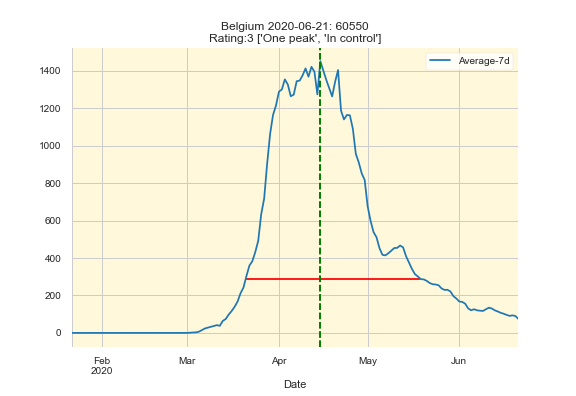 Belgium 2020-06-21: 60550
Rating:3 ['One peak', 'In control']
Average-7d
1400
1200
1000
800
600
400
200
0
Feb
2020
Mar
Apr
May
Jun
Date